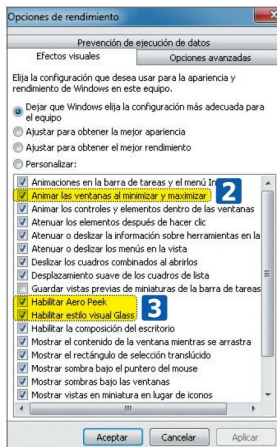 Opciones de rendimiento
Prevención de ejecución de datos
Efectos visuales
Opciones avanzadas
Elija la configuración que desea usar para la apariencia y
rendimiento de Windows en este equipo.
Dejar que Windows elija la configuración más adecuada para
el equipo
Ajustar para obtener la mejor apariencia
Ajustar para obtener el mejor rendimiento
Personalizar:
Animaciones en la barra de tareas y el menú In
Animar las ventanas al minimizar y maximizar
2
Animar los controles y elementos dentro de las ventanas
Atenuar los elementos después de hacer clic
Atenuar o deslizar la información sobre herramientas en la
Atenuar o deslizar los menús en la vista
Deslizar los cuadros combinados al abrirlos
Desplazamiento suave de los cuadros de lista
Guardar vistas previas de miniaturas de la barra de tareas
Habilitar Aero Peek
3
Habilitar estilo visual Glass
Habilitar la composición del escritorio
Mostrar el contenido de la ventana mientras se arrastra
Mostrar el rectángulo de selección translúcido
Mostrar sombra bajo el puntero del mouse
Mostrar sombras bajo las ventanas
Mostrar vistas en miniatura en lugar de iconos
Aceptar
Cancelar
Aplicar